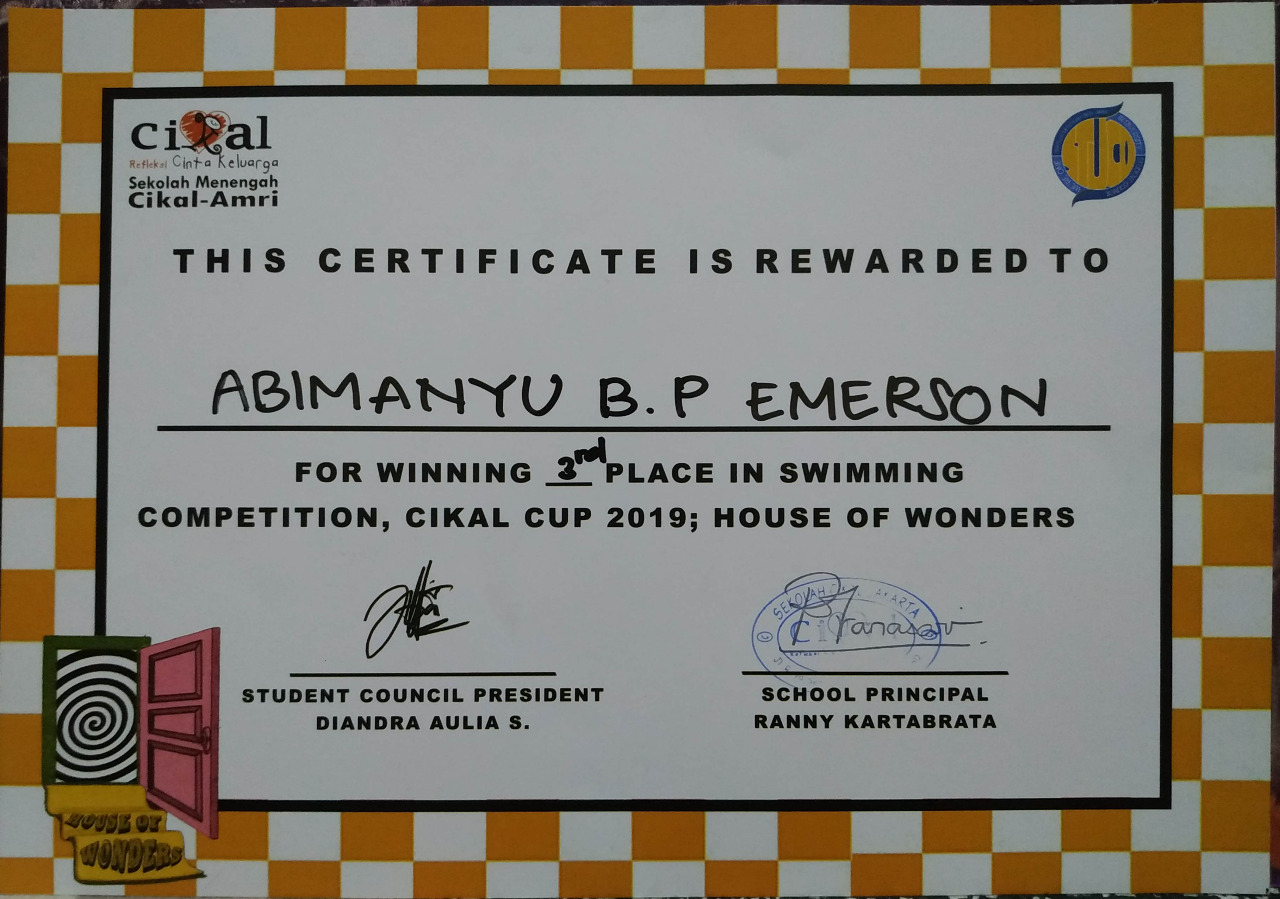 cikal
Refleksi Cinta Keluarga
Sekolah Menengah
Cikal-Amri
THIS CERTIFICATE IS REWARDED TO
ABIMANYU B.P EMERSON
FOR WINNING 3rd PLACE IN SWIMMING
COMPETITION, CIKAL CUP 2019; HOUSE OF WONDERS
SEKOLAH
STUDENT COUNCIL PRESIDENT
DIANDRA AULIA S.
SCHOOL PRINCIPAL
RANNY KARTABRATA
HOUSE OF
WONDERS